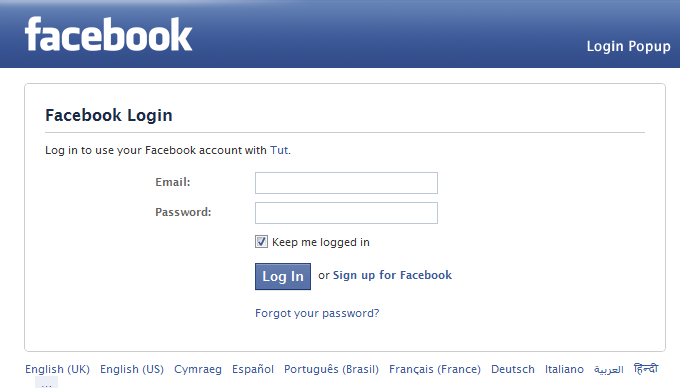 facebook
Login Popup
Facebook Login
Log in to use your Facebook account with Tut.
Email:
Password:
Keep me logged in
Log In or Sign up for Facebook
Forgot your password?
English (UK) English (US) Cymraeg Español Português (Brasil) Français (France) Deutsch Italiano العربية हिन्दी
...